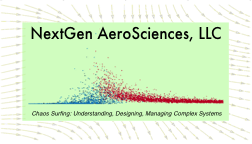 NextGen AeroSciences, LLC
Chaos Surfing: Understanding, Designing, Managing Complex Systems